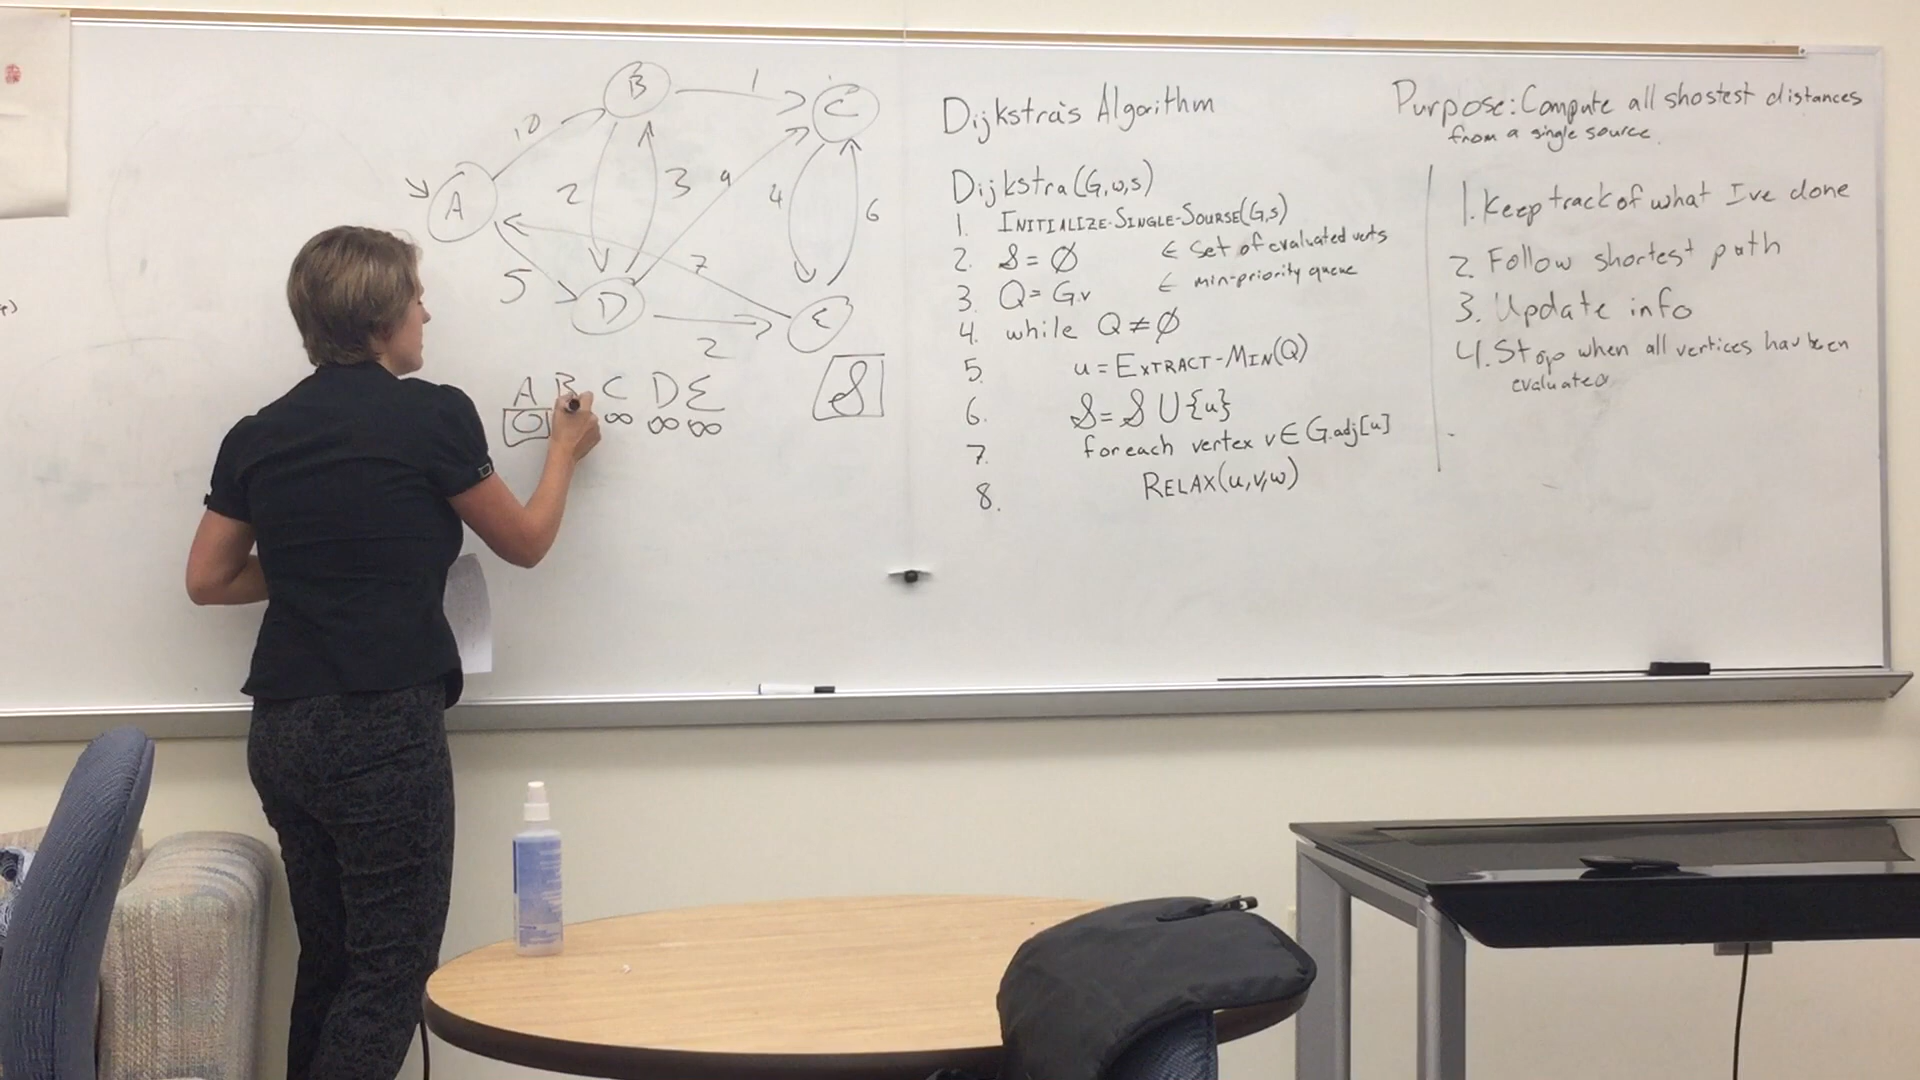 B
1
C
10
A
2
3
9
4
6
5
7
D
2
E
A B C D E
0 ∞ ∞ ∞
S
Dijkstra's Algorithm
Dijkstra(G,w,s)
1. INITIALIZE-SINGLE-SOURSE(G,s)
2. S = ∅ ← set of evaluated verts
3. Q = G.v ← min-priority queue
4. while Q ≠ ∅
5. u = EXTRACT-MIN(Q)
6. S = S ∪ {u}
7. for each vertex v ∈ G.adj[u]
8. RELAX(u,v,w)
Purpose: Compute all shostest distances
from a single source.
1. Keep track of what I've done
2. Follow shortest path
3. Update info
4. Stop when all vertices hav been
evaluated